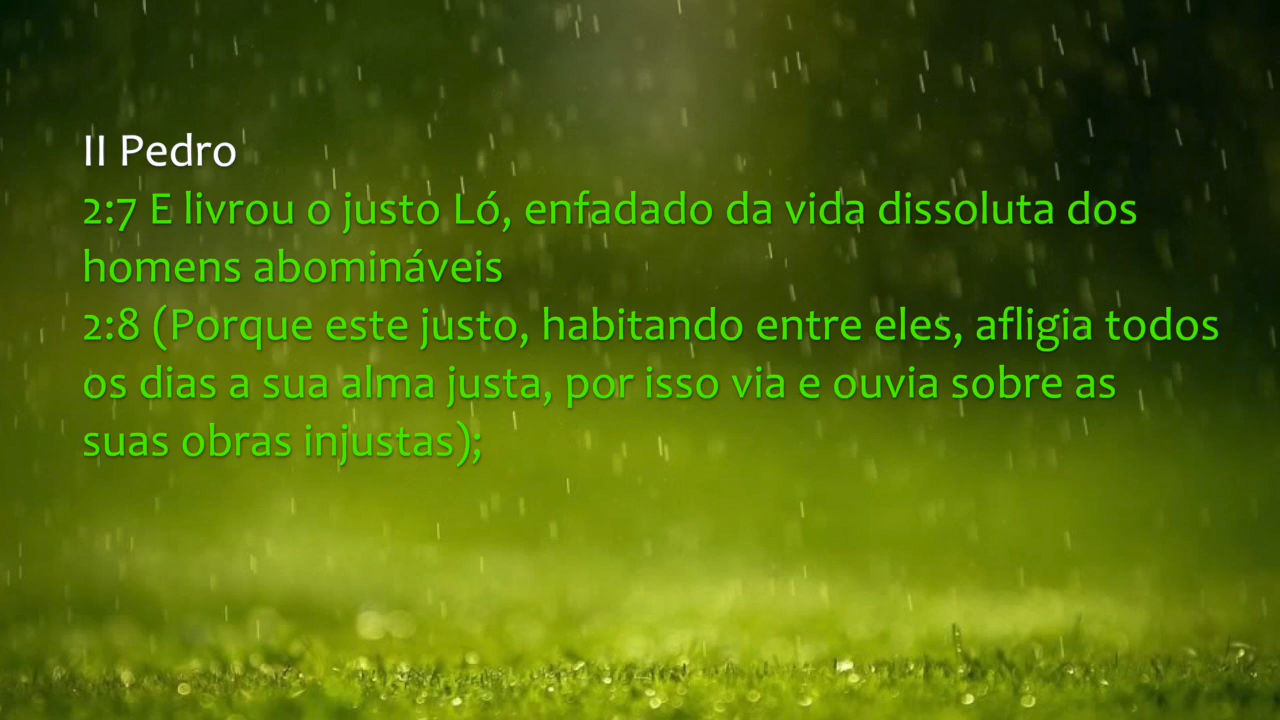 II Pedro
2:7 E livrou o justo Ló, enfadado da vida dissoluta dos
homens abomináveis
2:8 (Porque este justo, habitando entre eles, afligia todos
os dias a sua alma justa, por isso via e ouvia sobre as
suas obras injustas);